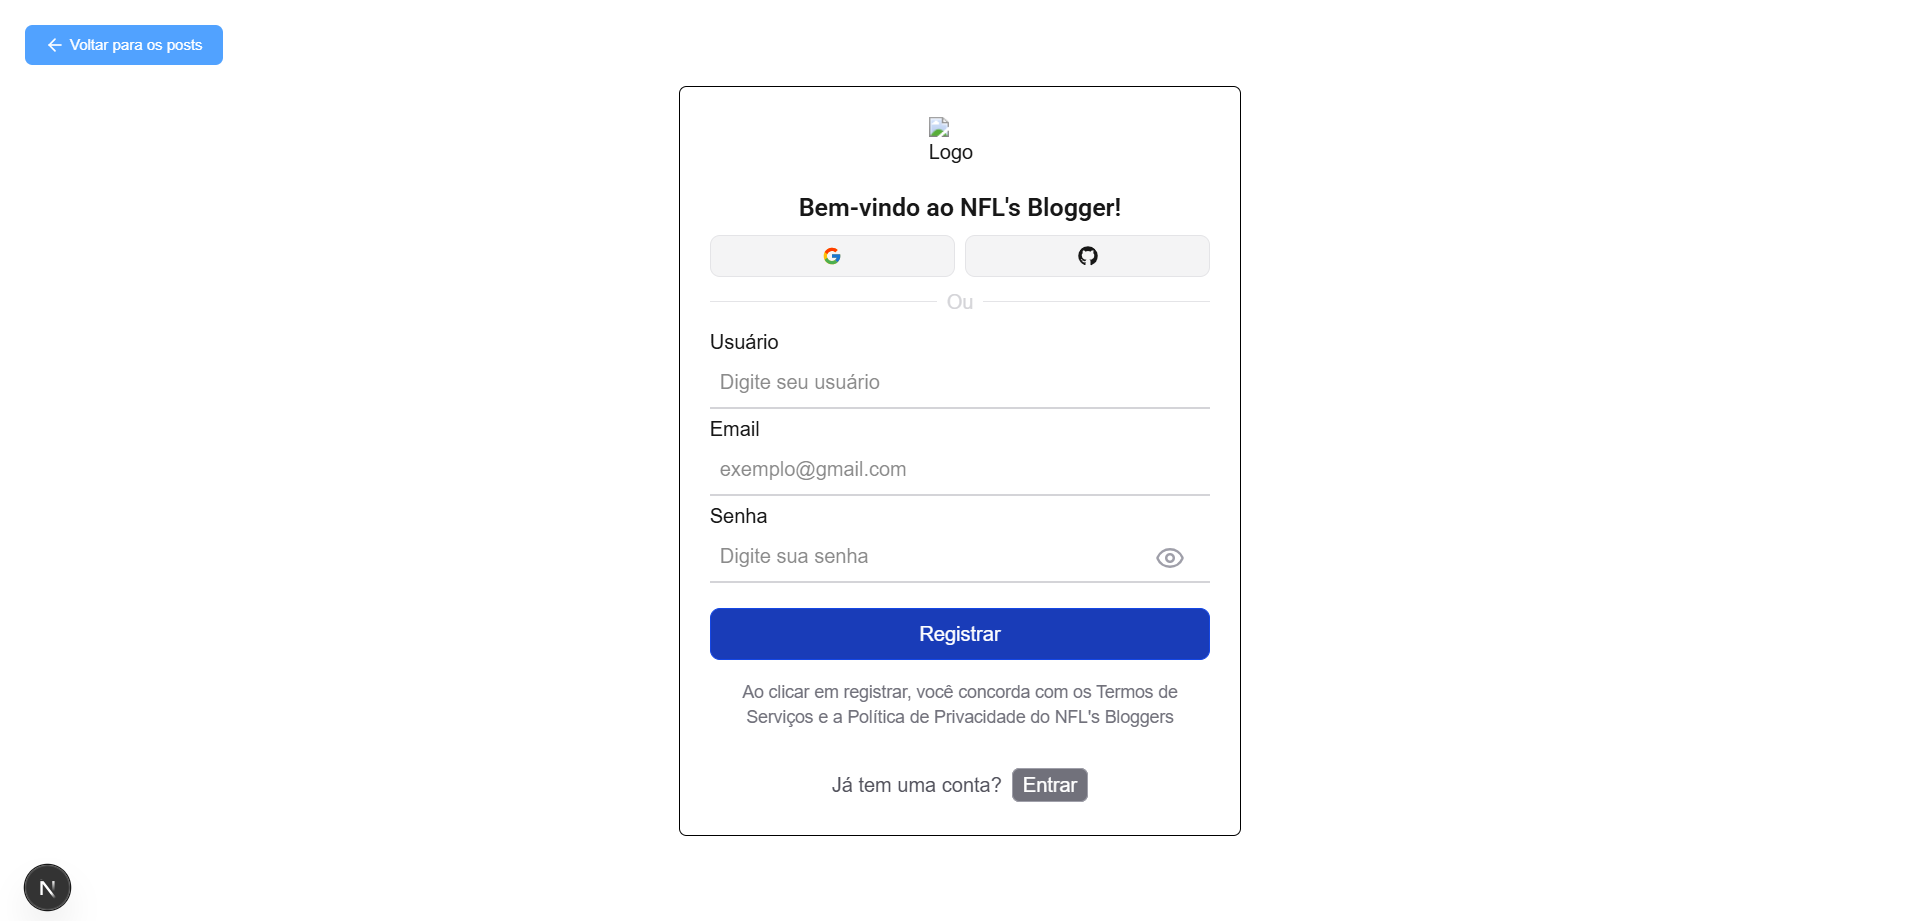 Voltar para os posts
Logo
Bem-vindo ao NFL's Blogger!
Ou
Usuário
Digite seu usuário
Email
exemplo@gmail.com
Senha
Digite sua senha
Registrar
Ao clicar em registrar, você concorda com os Termos de
Serviços e a Política de Privacidade do NFL's Bloggers
Já tem uma conta? Entrar
N